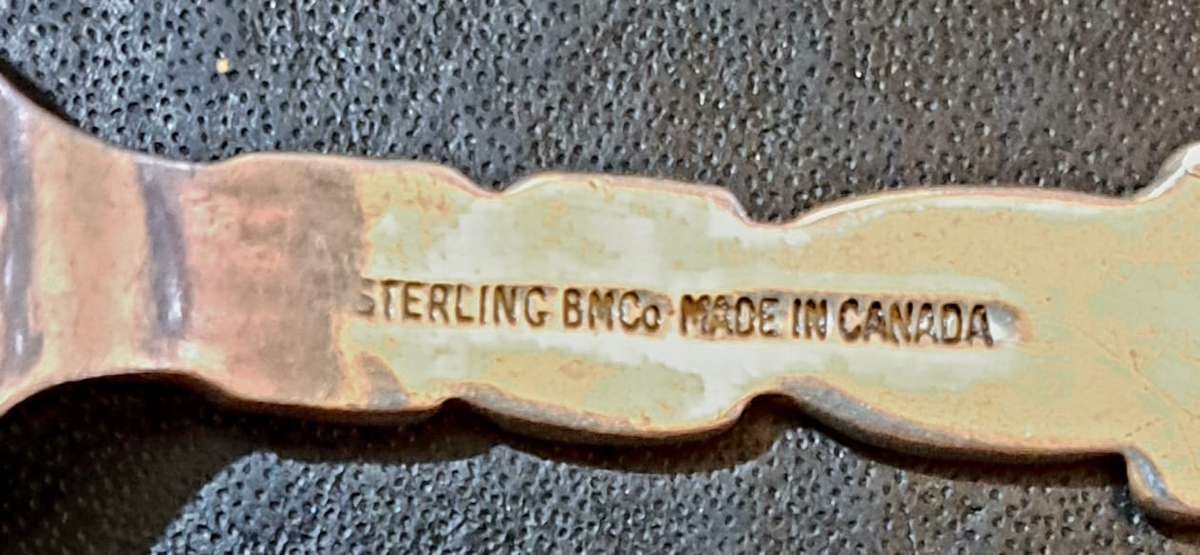 STERLING BMCo MADE IN CANADA